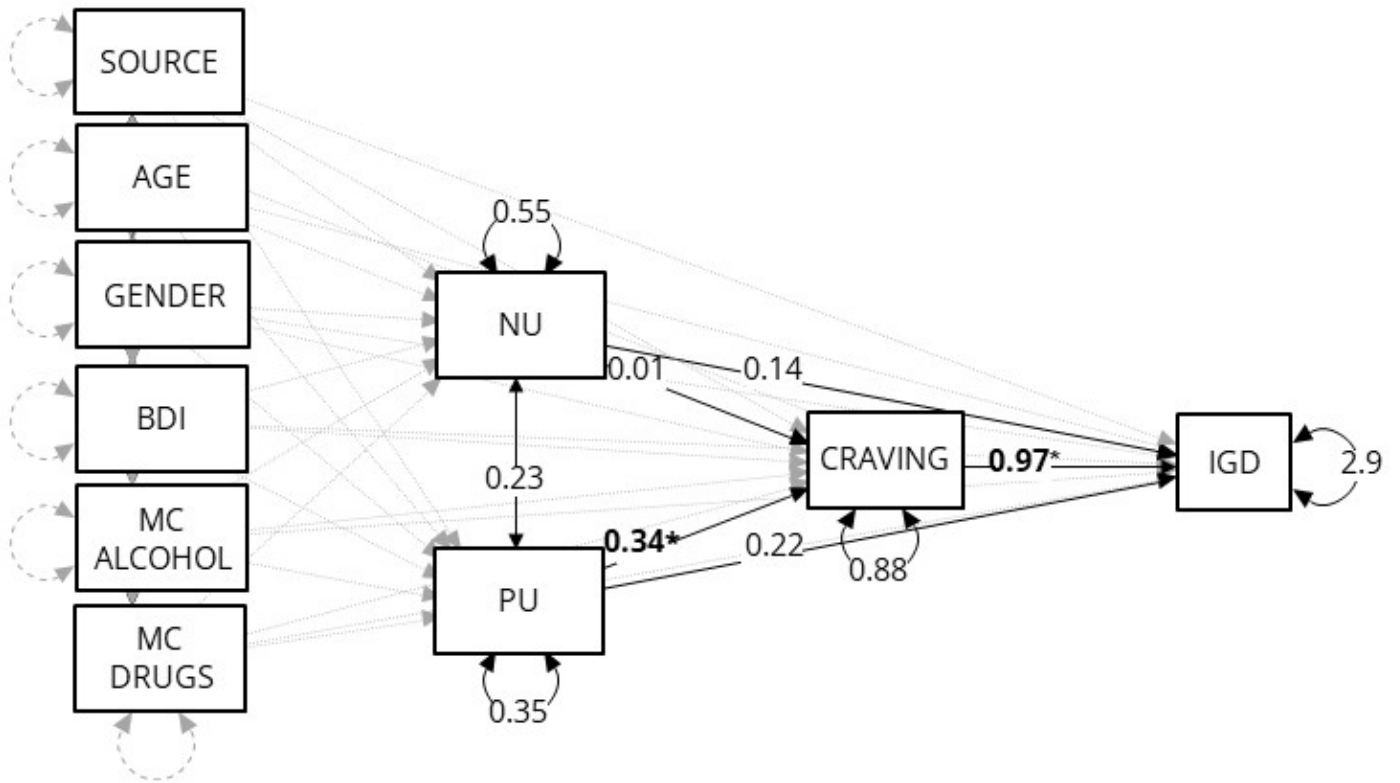 SOURCE
AGE
GENDER
BDI
MC
ALCOHOL
MC
DRUGS
0.55
NU
0.01
0.14
0.23
CRAVING
0.97*
IGD
2.9
0.34*
0.22
0.88
PU
0.35